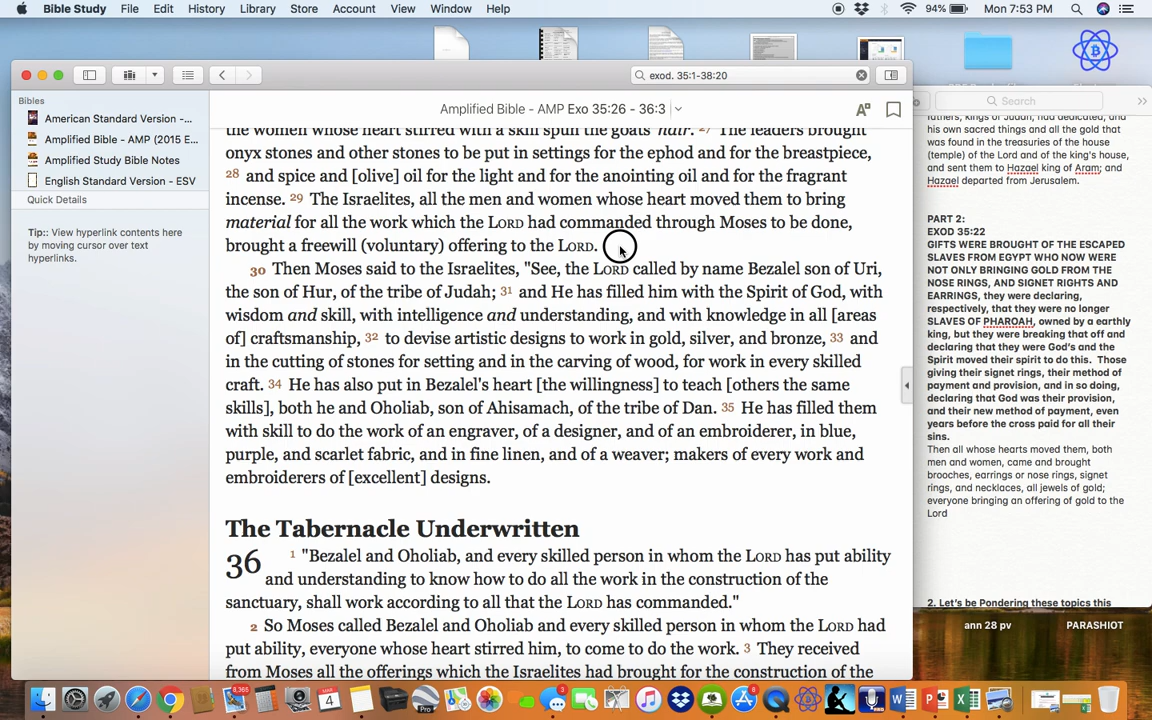 Bible Study File Edit History Library Store Account View Window Help 94% Mon 7:53 PM
exod. 35:1-38:20
Search
Bibles
American Standard Version -...
Amplified Bible - AMP (2015 E...
Amplified Study Bible Notes
English Standard Version - ESV
Quick Details
Tip:: View hyperlink contents here
by moving cursor over text
hyperlinks.
Amplified Bible - AMP Exo 35:26 - 36:3
the women whose heart stirred with a skill spun the goats' hair. 27 The leaders brought
onyx stones and other stones to be put in settings for the ephod and for the breastpiece,
28 and spice and [olive] oil for the light and for the anointing oil and for the fragrant
incense. 29 The Israelites, all the men and women whose heart moved them to bring
material for all the work which the LORD had commanded through Moses to be done,
brought a freewill (voluntary) offering to the LORD.
30 Then Moses said to the Israelites, "See, the LORD called by name Bezalel son of Uri,
the son of Hur, of the tribe of Judah; 31 and He has filled him with the Spirit of God, with
wisdom and skill, with intelligence and understanding, and with knowledge in all [areas
of] craftsmanship, 32 to devise artistic designs to work in gold, silver, and bronze, 33 and
in the cutting of stones for setting and in the carving of wood, for work in every skilled
craft. 34 He has also put in Bezalel's heart [the willingness] to teach [others the same
skills], both he and Oholiab, son of Ahisamach, of the tribe of Dan. 35 He has filled them
with skill to do the work of an engraver, of a designer, and of an embroiderer, in blue,
purple, and scarlet fabric, and in fine linen, and of a weaver; makers of every work and
embroiderers of [excellent] designs.
The Tabernacle Underwritten
36 1 "Bezalel and Oholiab, and every skilled person in whom the LORD has put ability
and understanding to know how to do all the work in the construction of the
sanctuary, shall work according to all that the LORD has commanded."
2 So Moses called Bezalel and Oholiab and every skilled person in whom the LORD had
put ability, everyone whose heart stirred him, to come to do the work. 3 They received
from Moses all the offerings which the Israelites had brought for the construction of the
fathers, kings of Judah, had dedicated, and
his own sacred things and all the gold that
was found in the treasuries of the house
(temple) of the Lord and of the king's house,
and sent them to Hazael king of Aram; and
Hazael departed from Jerusalem.
PART 2:
EXOD 35:22
GIFTS WERE BROUGHT OF THE ESCAPED
SLAVES FROM EGYPT WHO NOW WERE
NOT ONLY BRINGING GOLD FROM THE
NOSE RINGS, AND SIGNET RIGHTS AND
EARRINGS, they were declaring,
respectively, that they were no longer
SLAVES OF PHAROAH, owned by a earthly
king, but they were breaking that off and
declaring that they were God's and the
Spirit moved their spirit to do this. Those
giving their signet rings, their method of
payment and provision, and in so doing,
declaring that God was their provision,
and their new method of payment, even
years before the cross paid for all their
sins.
Then all whose hearts moved them, both
men and women, came and brought
brooches, earrings or nose rings, signet
rings, and necklaces, all jewels of gold;
everyone bringing an offering of gold to the
Lord
2. Let's be Pondering these topics this
ann 28 pv PARASHIOT